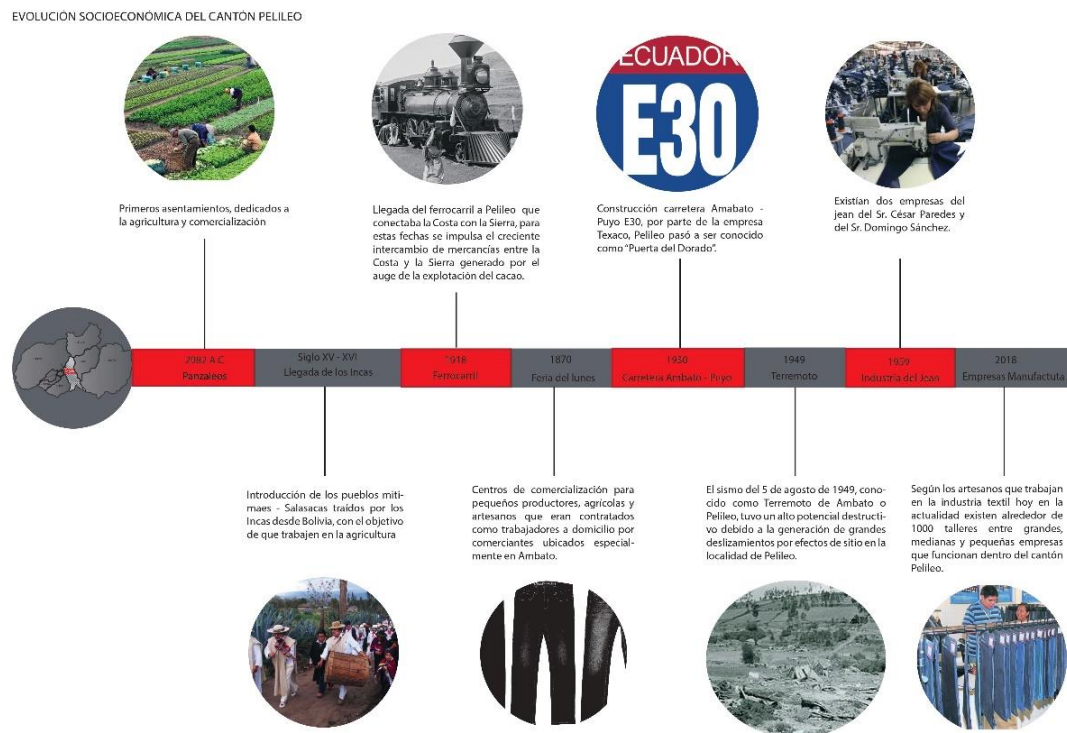 EVOLUCIÓN SOCIOECONÓMICA DEL CANTÓN PELILEO
ECUADOR
E30
Primeros asentamientos, dedicados a
la agricultura y comercialización
Llegada del ferrocarril a Pelileo que
conectaba la Costa con la Sierra, para
estas fechas se impulsa el creciente
intercambio de mercancías entre la
Costa y la Sierra generado por el
auge de la explotación del cacao.
Construcción carretera Amabato -
Puyo E30, por parte de la empresa
Texaco, Pelileo pasó a ser conocido
como "Puerta del Dorado".
Existían dos empresas del
jean del Sr. César Paredes y
del Sr. Domingo Sánchez.
2082 A.C
Panzaleos
Siglo XV - XVI
Llegada de los Incas
1918
Ferrocarril
1870
Feria del lunes
1930
Carretera Ambato - Puyo
1949
Terremoto
1959
Industria del Jean
2018
Empresas Manufactuta
Introducción de los pueblos miti-
maes - Salasacas traídos por los
Incas desde Bolivia, con el objetivo
de que trabajen en la agricultura
Centros de comercialización para
pequeños productores, agrícolas y
artesanos que eran contratados
como trabajadores a domicilio por
comerciantes ubicados especial-
mente en Ambato.
El sismo del 5 de agosto de 1949, cono-
cido como Terremoto de Ambato o
Pelileo, tuvo un alto potencial destructi-
vo debido a la generación de grandes
deslizamientos por efectos de sitio en la
localidad de Pelileo.
Según los artesanos que trabajan
en la industria textil hoy en la
actualidad existen alrededor de
1000 talleres entre grandes,
medianas y pequeñas empresas
que funcionan dentro del cantón
Pelileo.